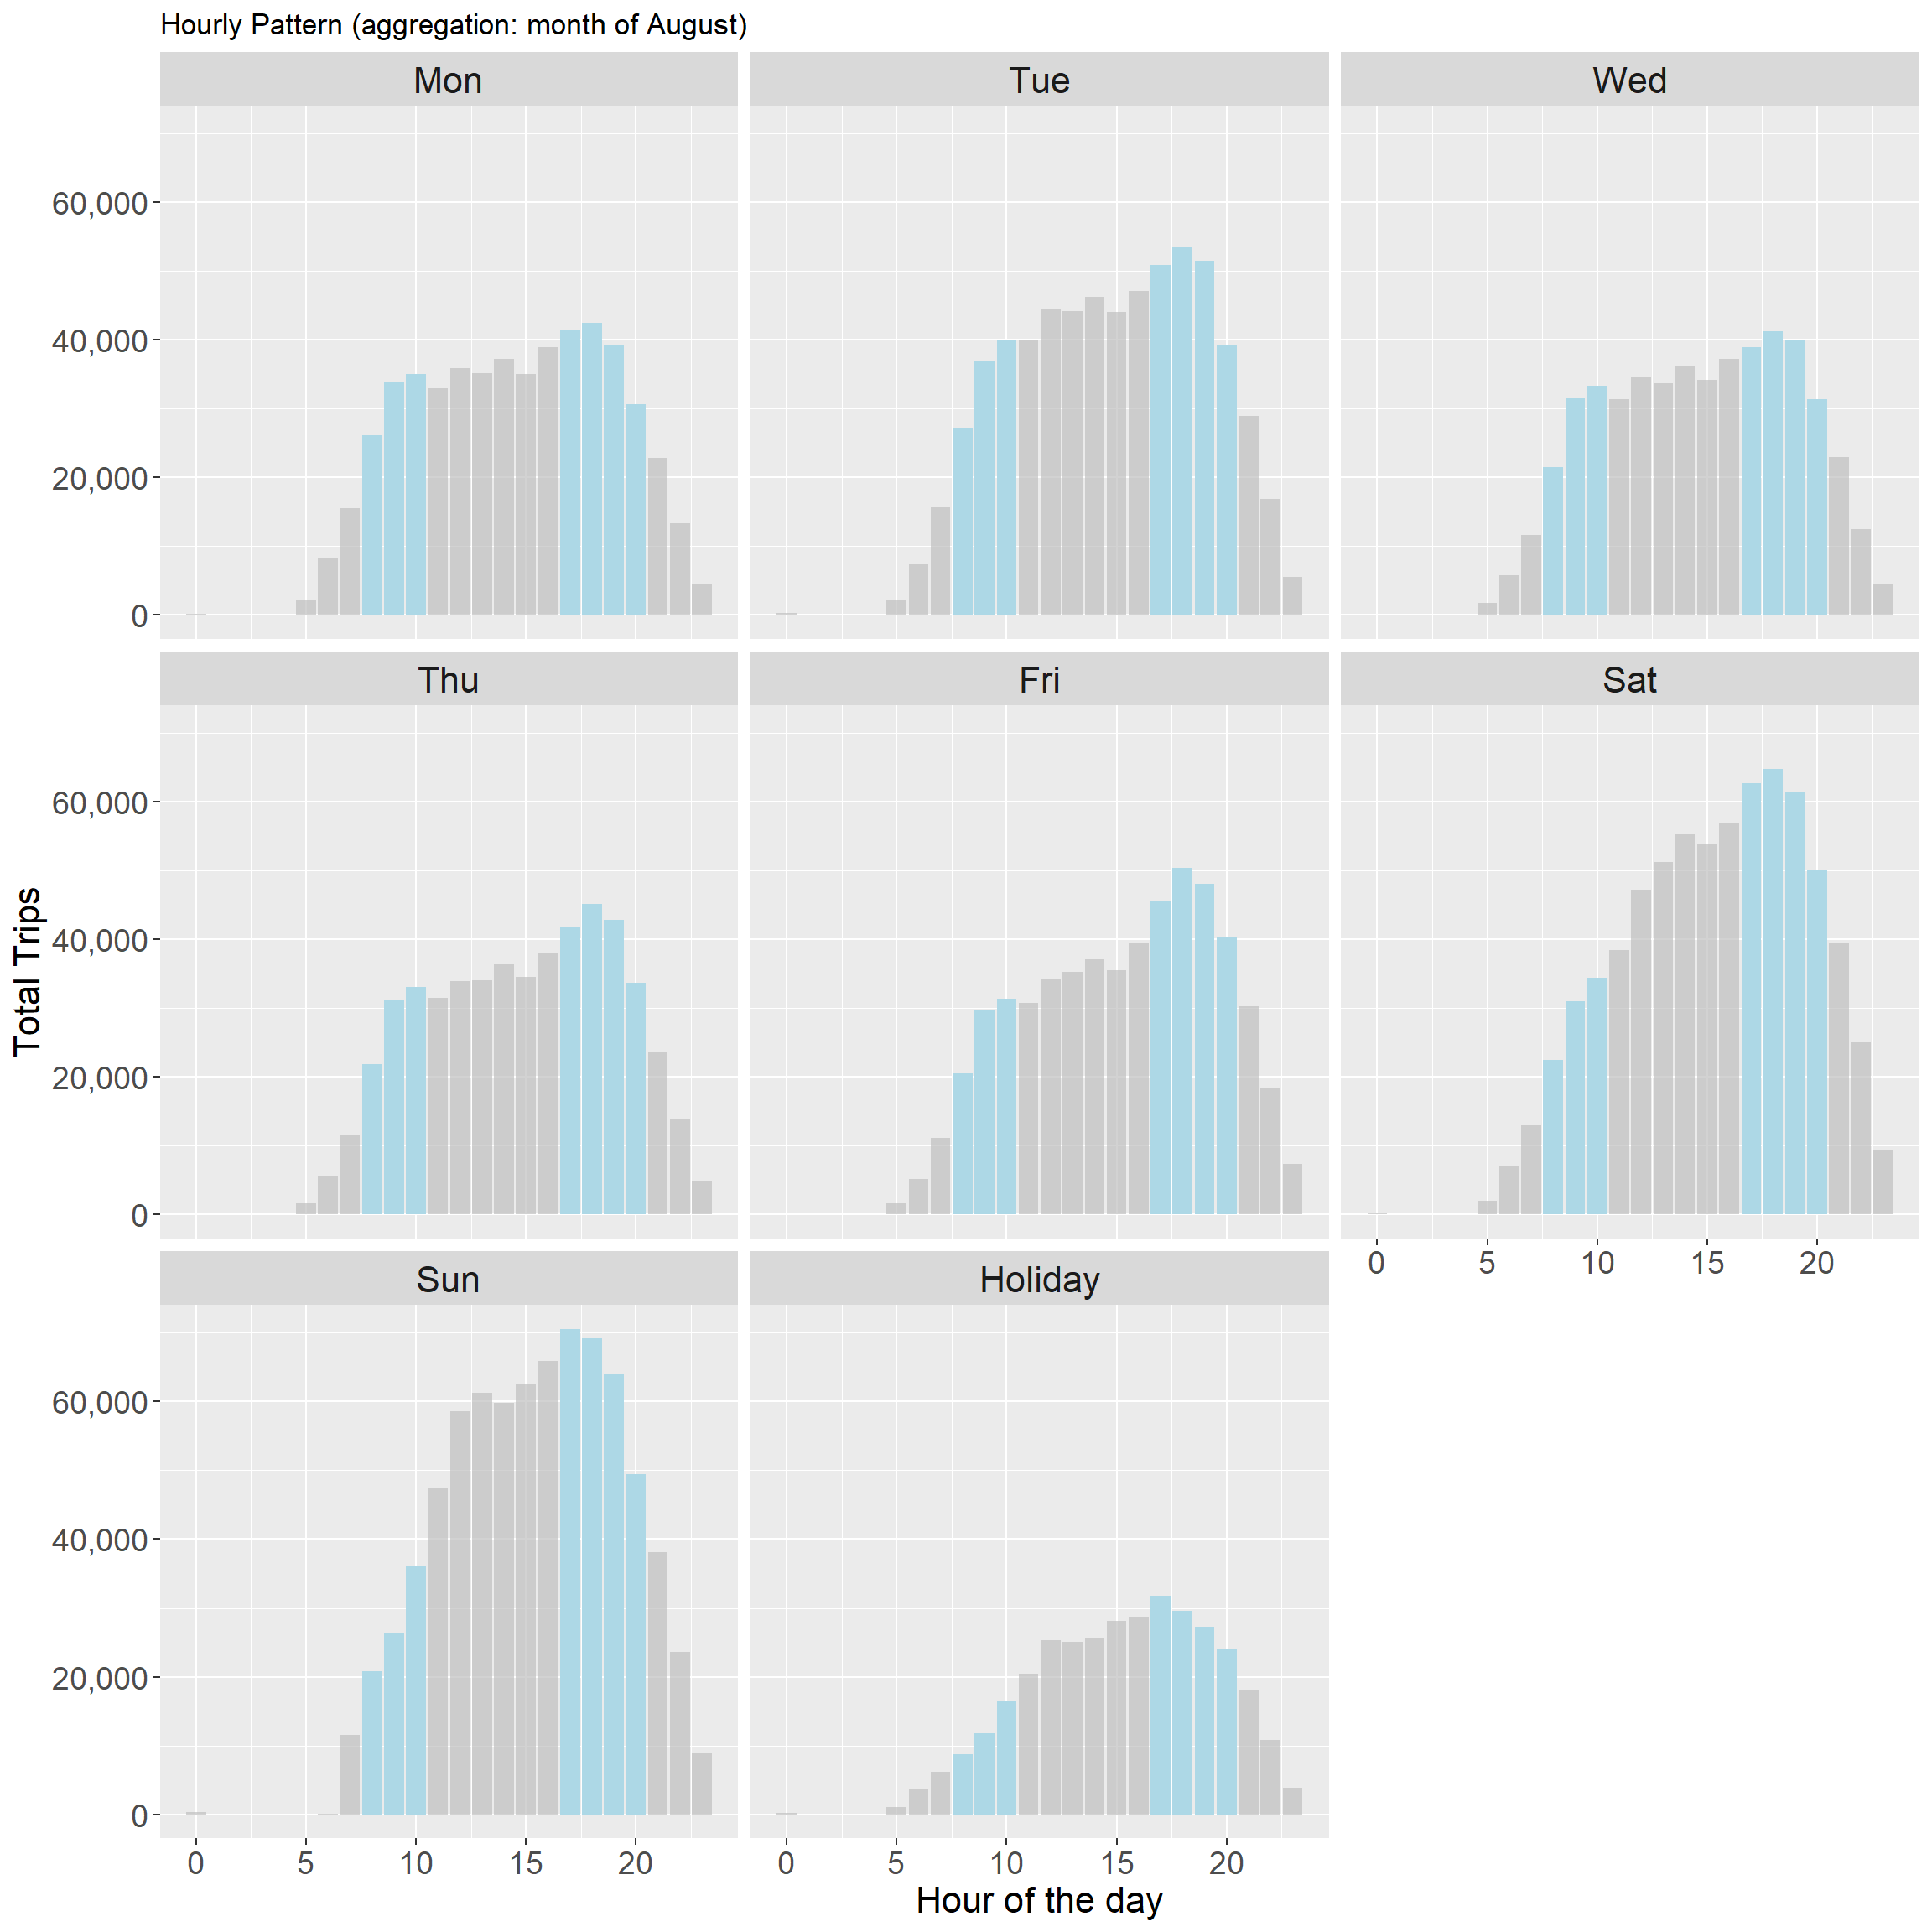 Hourly Pattern (aggregation: month of August)
Mon Tue Wed
60,000
40,000
20,000
0
Thu Fri Sat
60,000
40,000
20,000
0
0 5 10 15 20
Sun Holiday
60,000
40,000
20,000
0
0 5 10 15 20 0 5 10 15 20
Total Trips
Hour of the day